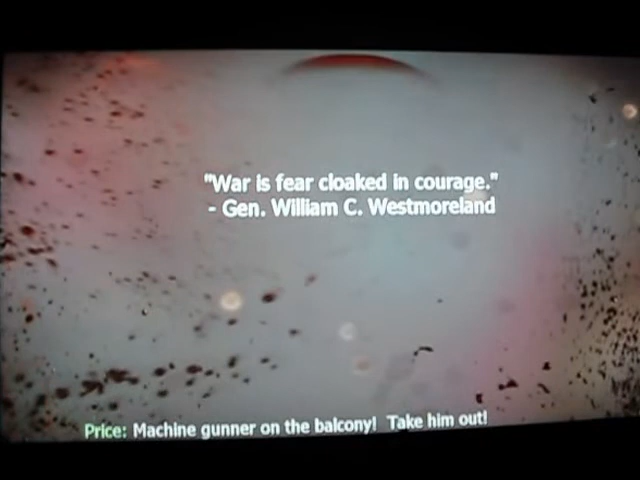 "War is fear cloaked in courage."
- Gen. William C. Westmoreland
Price: Machine gunner on the balcony! Take him out!